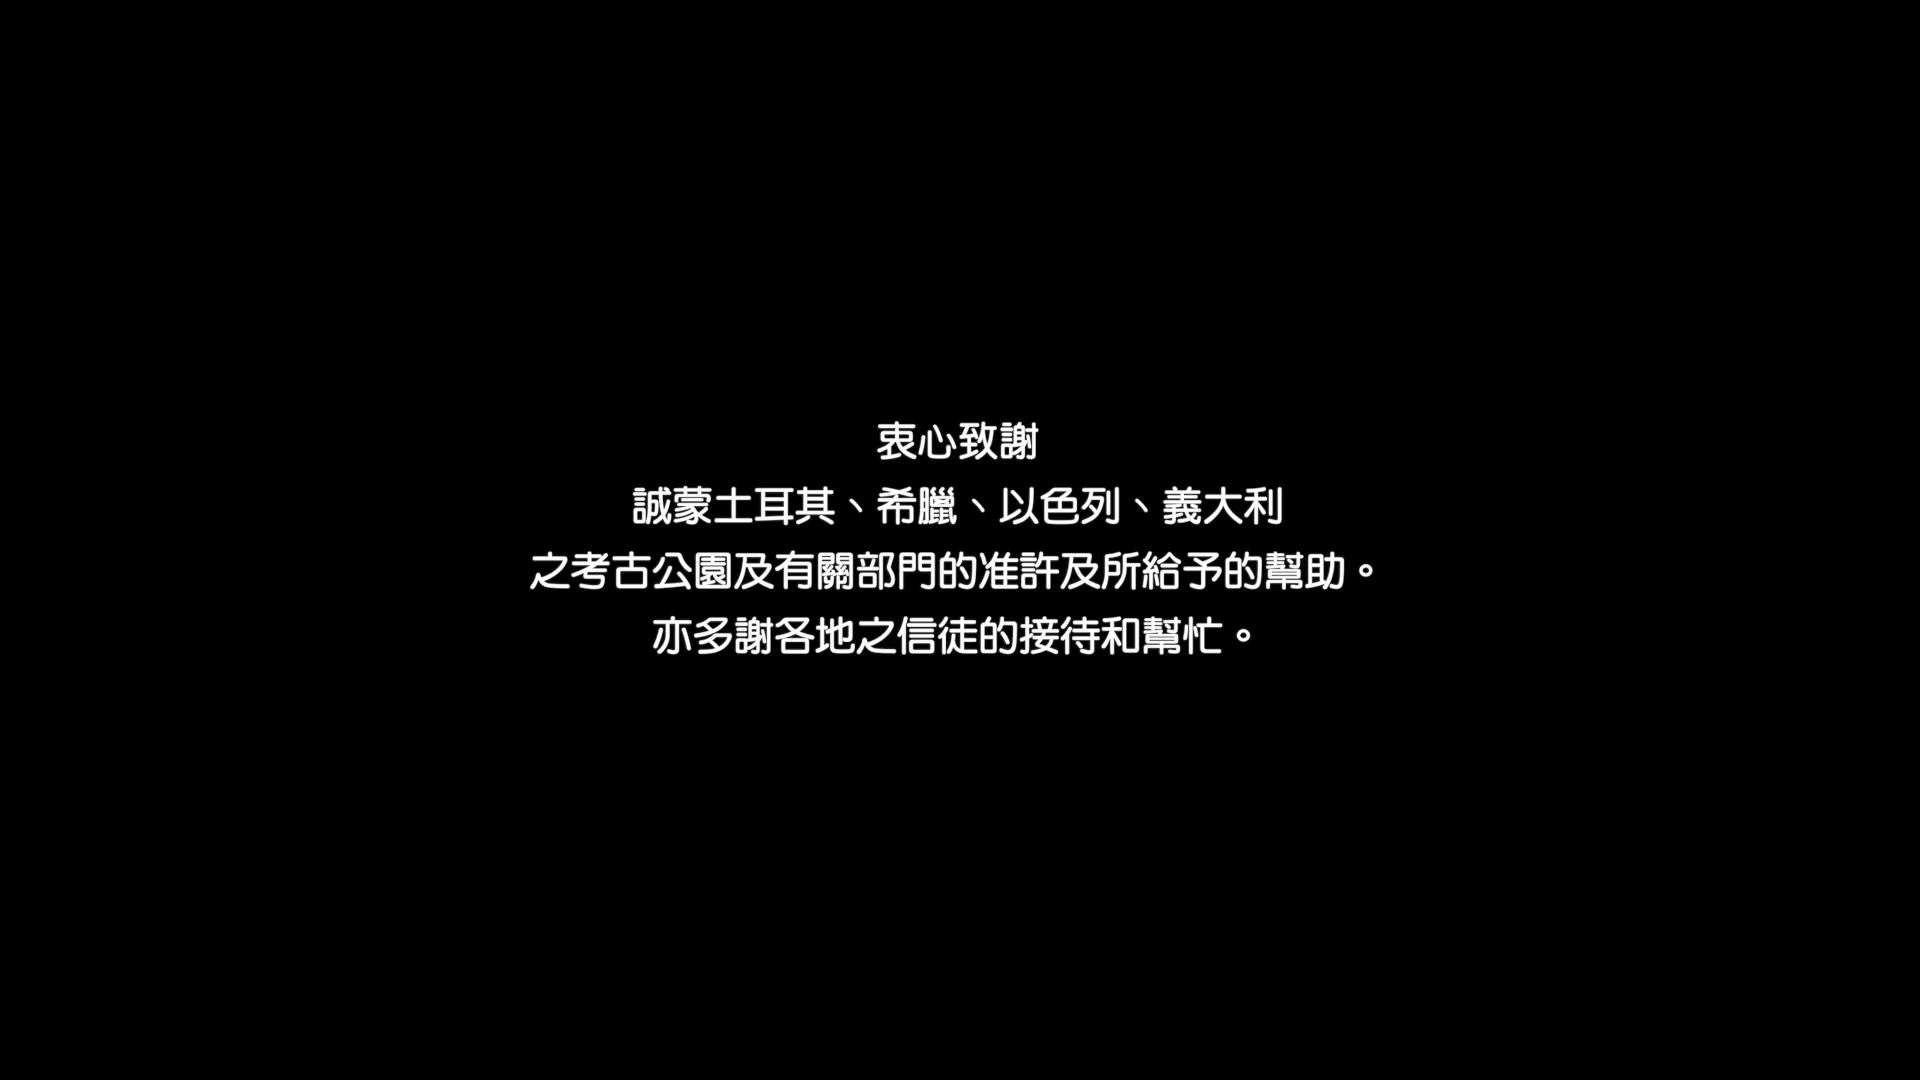 衷心致謝
誠蒙土耳其、希臘、以色列、義大利
之考古公園及有關部門的准許及所給予的幫助。
亦多謝各地之信徒的接待和幫忙。